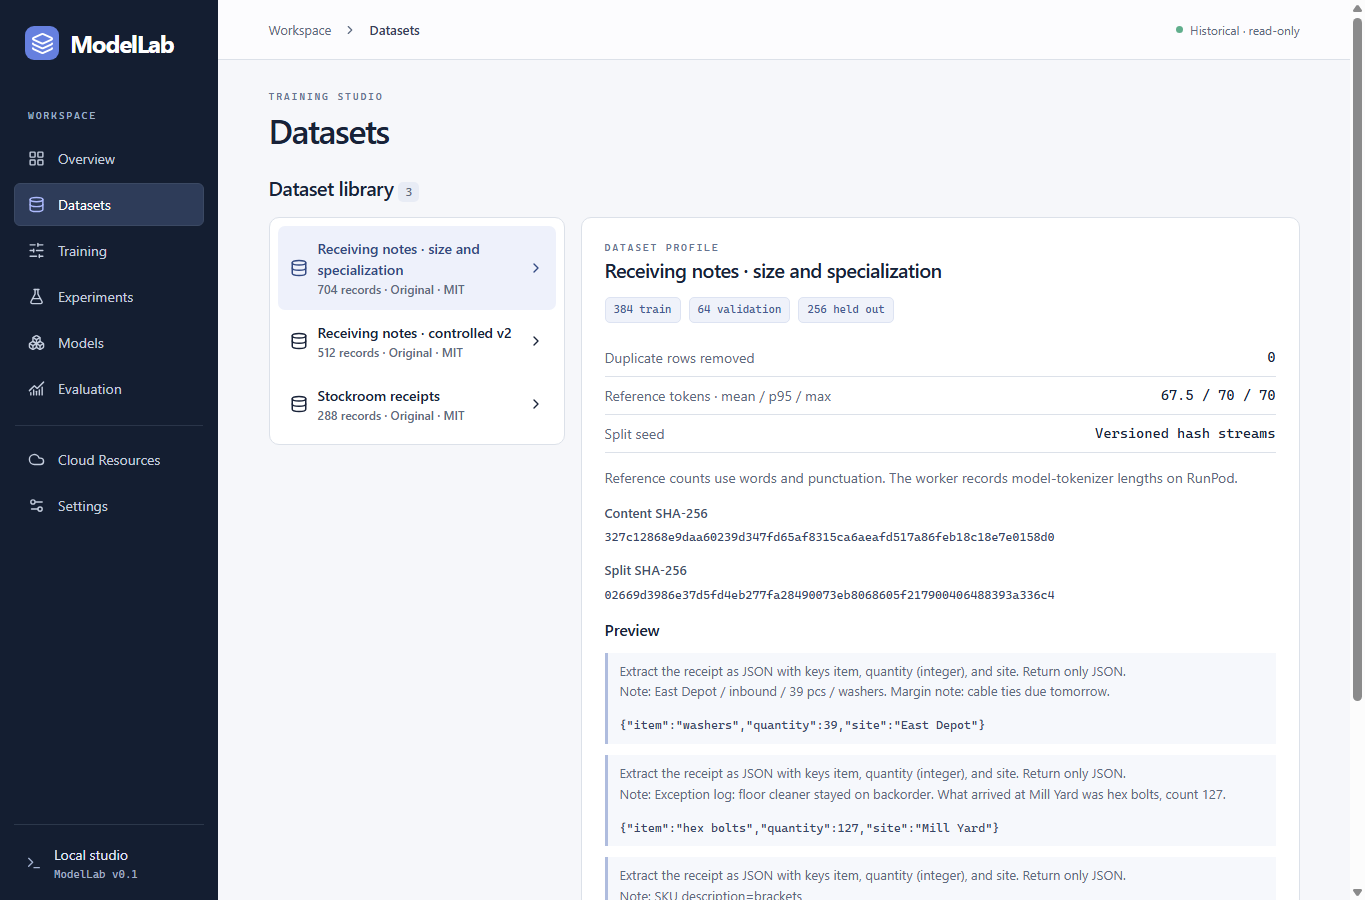 ModelLab
WORKSPACE
Overview
Datasets
Training
Experiments
Models
Evaluation
Cloud Resources
Settings
Local studio
ModelLab v0.1
Workspace > Datasets
Historical · read-only
TRAINING STUDIO
Datasets
Dataset library 3
Receiving notes · size and
specialization
704 records · Original · MIT
Receiving notes · controlled v2
512 records · Original · MIT
Stockroom receipts
288 records · Original · MIT
DATASET PROFILE
Receiving notes · size and specialization
384 train 64 validation 256 held out
Duplicate rows removed 0
Reference tokens · mean / p95 / max 67.5 / 70 / 70
Split seed Versioned hash streams
Reference counts use words and punctuation. The worker records model-tokenizer lengths on RunPod.
Content SHA-256
327c12868e9daa60239d347fd65af8315ca6aeafd517a86feb18c18e7e0158d0
Split SHA-256
02669d3986e37d5fd4eb277fa28490073eb8068605f217900406488393a336c4
Preview
Extract the receipt as JSON with keys item, quantity (integer), and site. Return only JSON.
Note: East Depot / inbound / 39 pcs / washers. Margin note: cable ties due tomorrow.
{"item":"washers","quantity":39,"site":"East Depot"}
Extract the receipt as JSON with keys item, quantity (integer), and site. Return only JSON.
Note: Exception log: floor cleaner stayed on backorder. What arrived at Mill Yard was hex bolts, count 127.
{"item":"hex bolts","quantity":127,"site":"Mill Yard"}
Extract the receipt as JSON with keys item, quantity (integer), and site. Return only JSON.
Note: SKU description=brackets